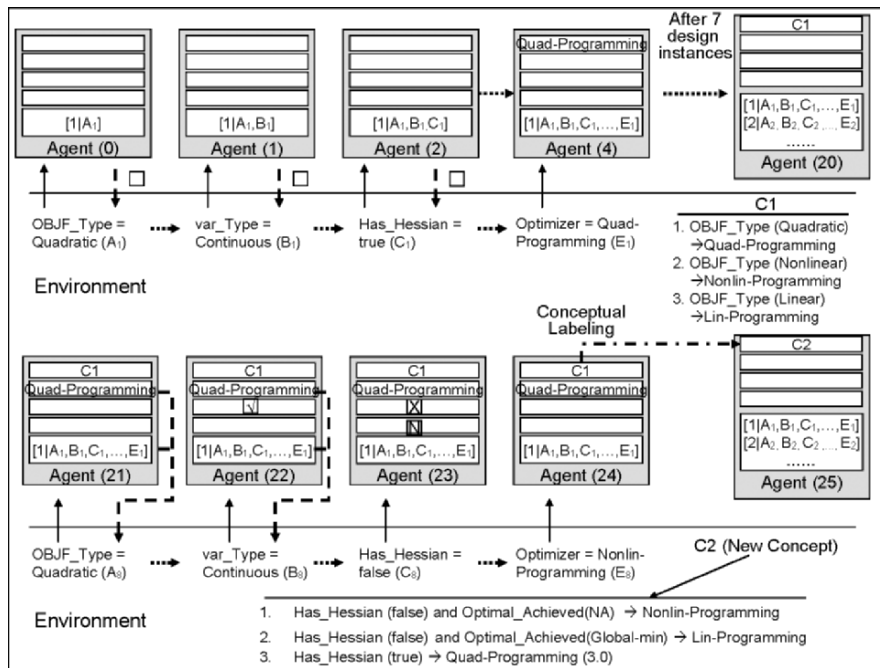 Quad-Programming
After 7
design
instances
C1
[1|A₁]
[1|A₁,B₁]
[1|A₁,B₁,C₁]
[1|A₁,B₁,C₁,...,E₁]
[1|A₁,B₁,C₁,...,E₁]
[2|A₂, B₂, C₂ ,..., E₂]
......
Agent (0)
Agent (1)
Agent (2)
Agent (4)
Agent (20)
OBJF_Type =
Quadratic (A₁)
var_Type=
Continuous (B₁)
Has_Hessian =
true (C₁)
Optimizer = Quad-
Programming (E₁)
C1
1. OBJF_Type (Quadratic)
→Quad-Programming
2. OBJF_Type (Nonlinear)
→Nonlin-Programming
3. OBJF_Type (Linear)
→Lin-Programming
Environment
Conceptual
Labeling
C1
Quad-Programming
[1|A₁,B₁,C₁,...,E₁]
Agent (21)
C1
Quad-Programming
√
[1|A₁,B₁,C₁,...,E₁]
Agent (22)
C1
Quad-Programming
X
N
[1|A₁,B₁,C₁,...,E₁]
Agent (23)
C1
Quad-Programming
[1|A₁,B₁,C₁,...,E₁]
Agent (24)
C2
[1|A₁,B₁,C₁,...,E₁]
[2|A₂, B₂, C₂ ,..., E₂]
......
Agent (25)
OBJF_Type =
Quadratic (A₈)
var_Type=
Continuous (B₈)
Has_Hessian =
false (C₈)
Optimizer = Nonlin-
Programming (E₈)
C2 (New Concept)
Environment
1. Has_Hessian (false) and Optimal_Achieved(NA) → Nonlin-Programming
2. Has_Hessian (false) and Optimal_Achieved(Global-min) → Lin-Programming
3. Has_Hessian (true) → Quad-Programming (3.0)